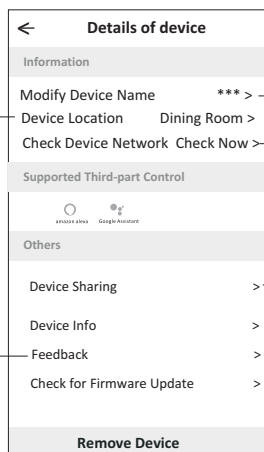 ← Details of device
Information
Modify Device Name *** >
Device Location Dining Room >
Check Device Network Check Now >
Supported Third-part Control
amazon alexa Google Assistant
Others
Device Sharing >
Device Info >
Feedback >
Check for Firmware Update >
Remove Device